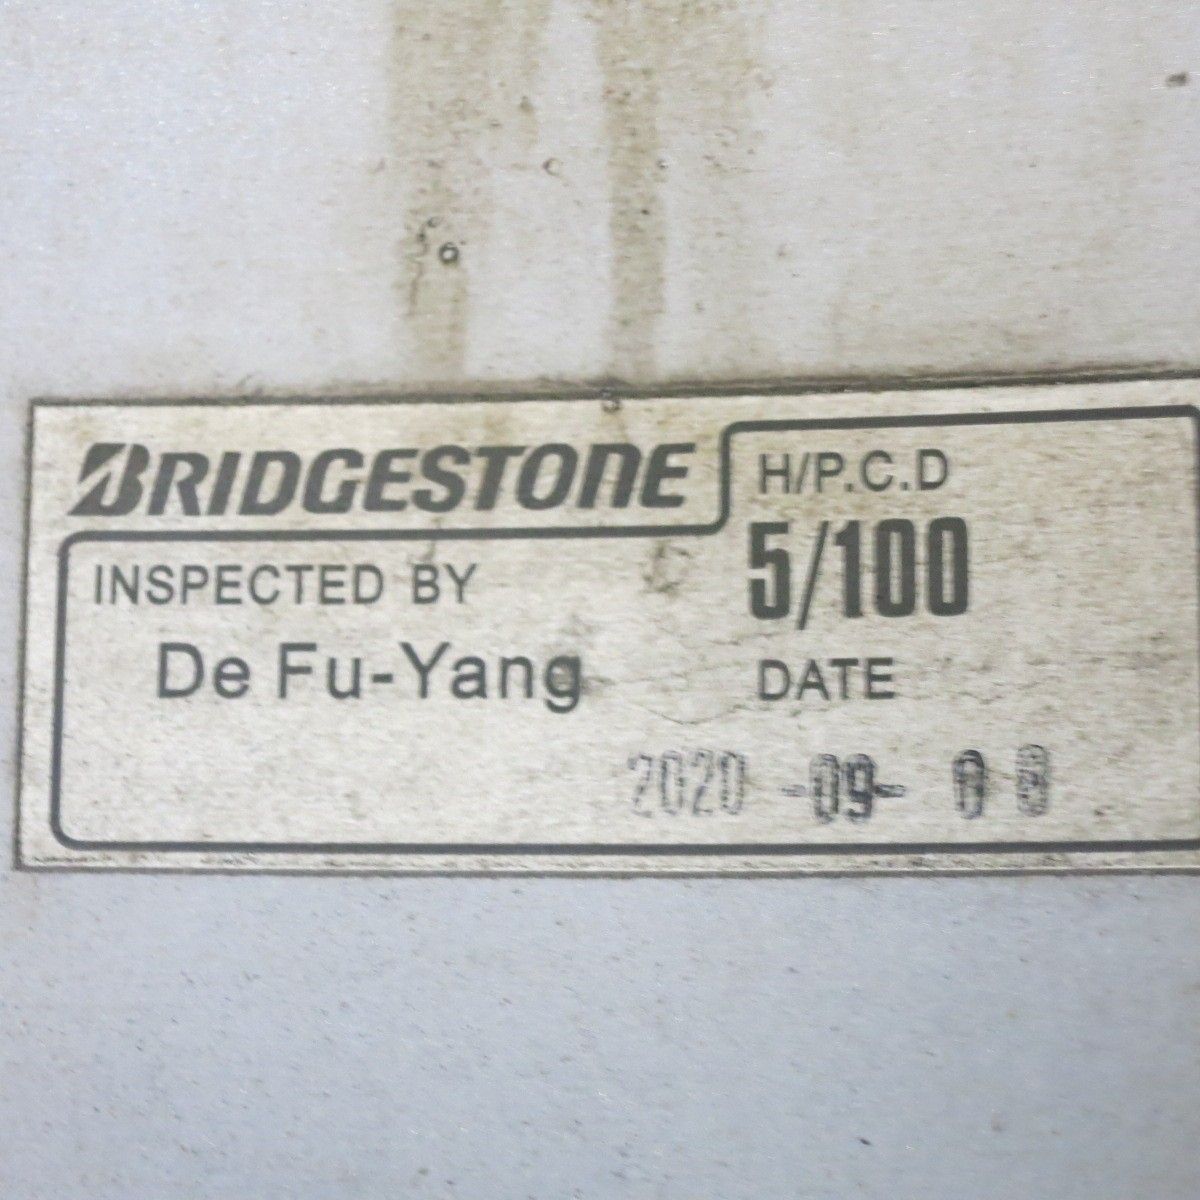 BRIDGESTONE
H/P.C.D
5/100
INSPECTED BY
De Fu-Yang
DATE
2020 -09-